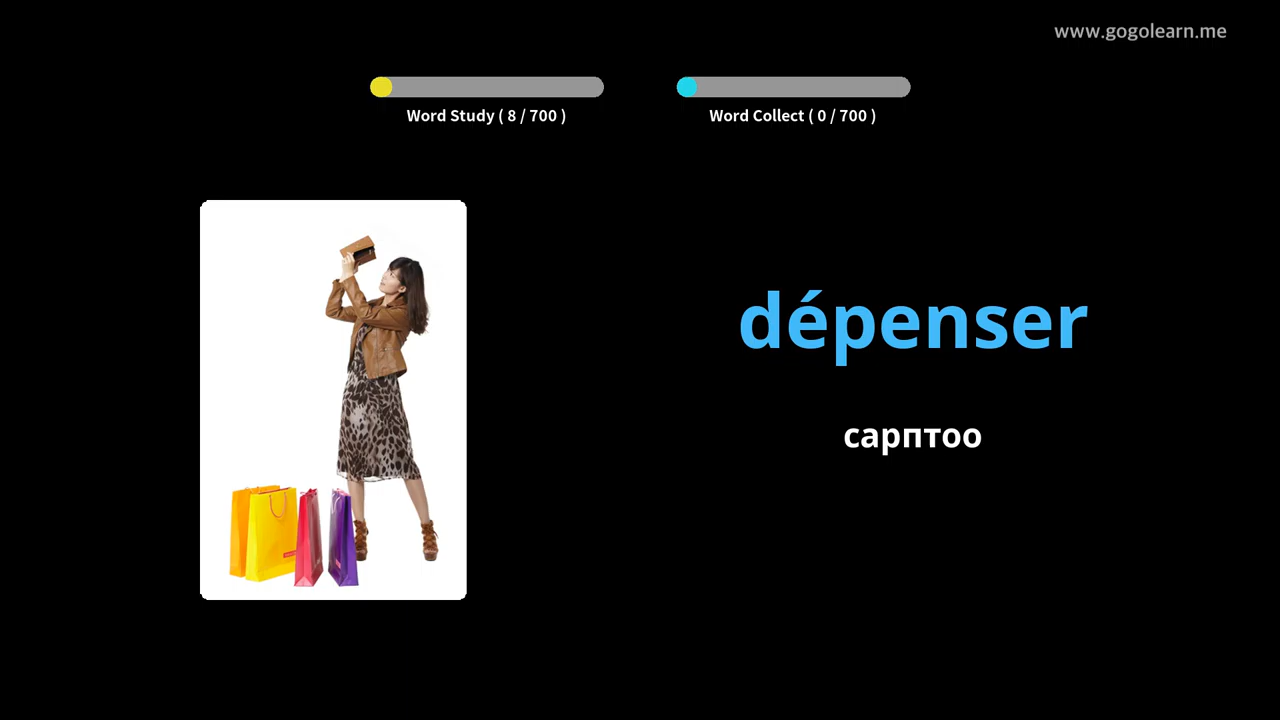 www.gogolearn.me
Word Study ( 8 / 700 )
Word Collect ( 0 / 700 )
dépenser
сарптоо